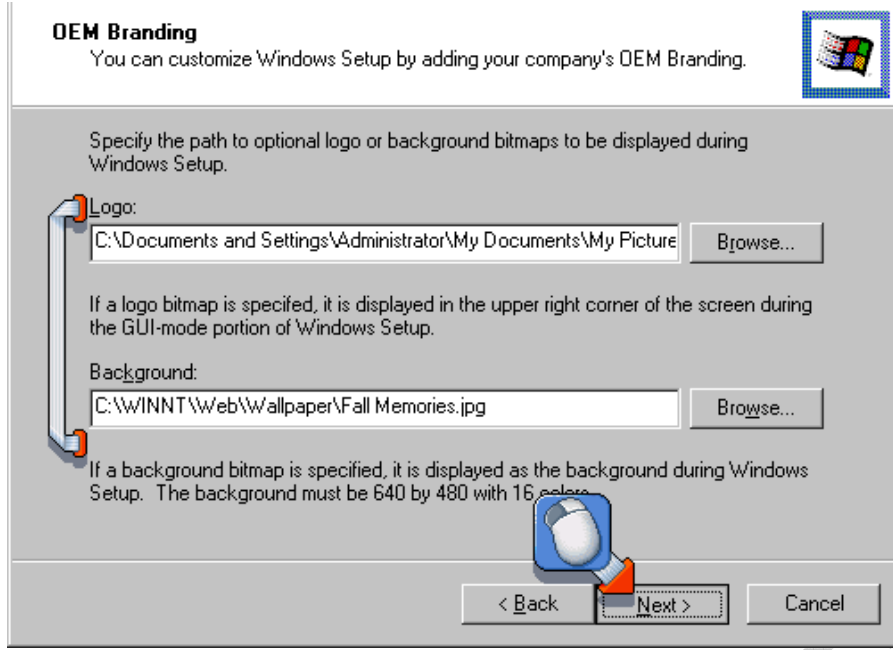 OEM Branding
You can customize Windows Setup by adding your company's OEM Branding.
Specify the path to optional logo or background bitmaps to be displayed during
Windows Setup.
Logo:
C:\Documents and Settings\Administrator\My Documents\My Picture
Browse...
If a logo bitmap is specifed, it is displayed in the upper right corner of the screen during
the GUI-mode portion of Windows Setup.
Background:
C:\WINNT\Web\Wallpaper\Fall Memories.jpg
Browse...
If a background bitmap is specified, it is displayed as the background during Windows
Setup. The background must be 640 by 480 with 16 colors.
< Back
Next >
Cancel